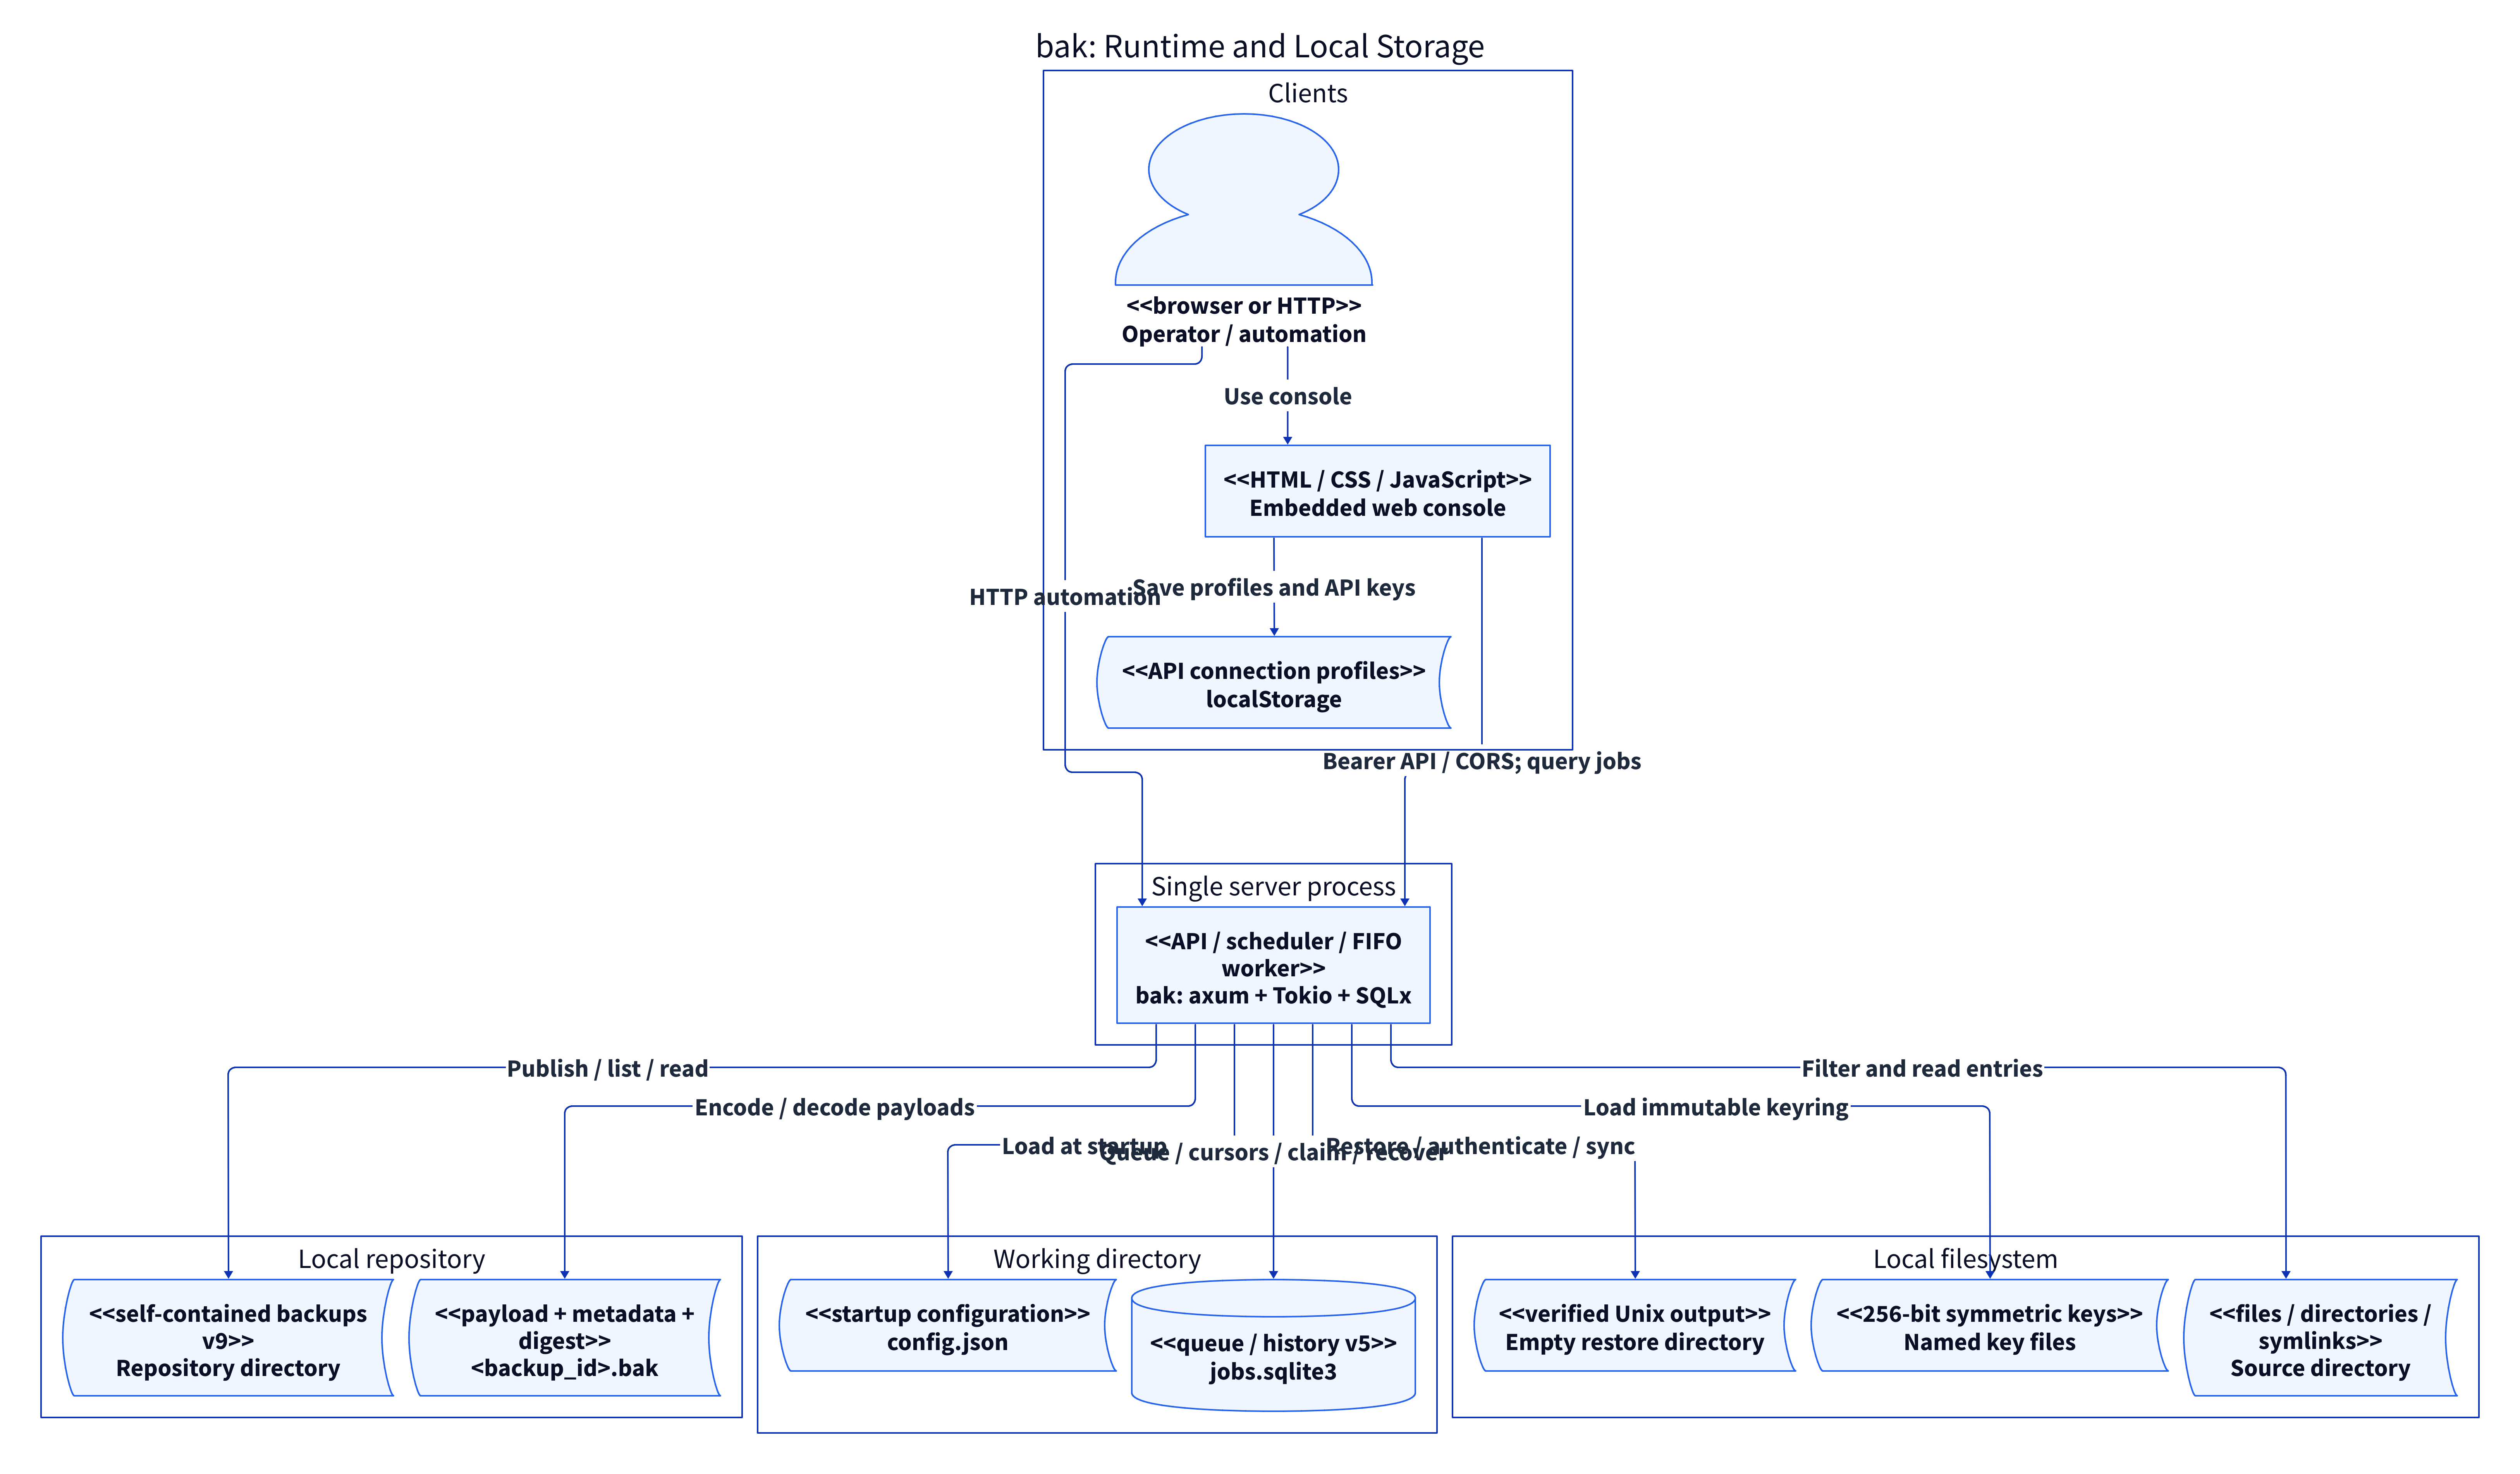 bak: Runtime and Local Storage
Clients
<<browser or HTTP>>
Operator / automation
Use console
<<HTML / CSS / JavaScript>>
Embedded web console
HTTP automation
Save profiles and API keys
<<API connection profiles>>
localStorage
Bearer API / CORS; query jobs
Single server process
<<API / scheduler / FIFO
worker>>
bak: axum + Tokio + SQLx
Publish / list / read
Filter and read entries
Encode / decode payloads
Load immutable keyring
Load at startup
Queue / cursors / claim / recover
Restore / authenticate / sync
Local repository
<<self-contained backups
v9>>
Repository directory
<<payload + metadata +
digest>>
<backup_id>.bak
Working directory
<<startup configuration>>
config.json
<<queue / history v5>>
jobs.sqlite3
Local filesystem
<<verified Unix output>>
Empty restore directory
<<256-bit symmetric keys>>
Named key files
<<files / directories /
symlinks>>
Source directory